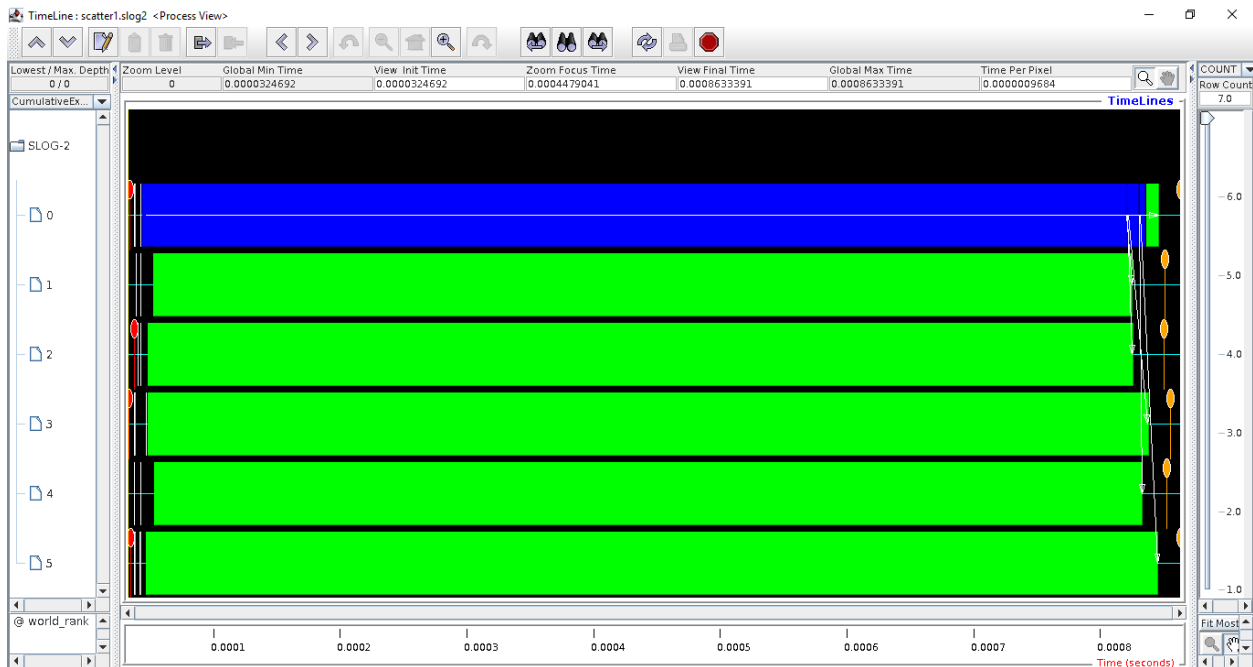 TimeLine : scatter1.slog2  <Process View>
Lowest / Max. Depth
0 / 0
Zoom Level
0
Global Min Time
0.0000324692
View Init Time
0.0000324692
Zoom Focus Time
0.0004479041
View Final Time
0.0008633391
Global Max Time
0.0008633391
Time Per Pixel
0.0000009684
COUNT
Row Count
7.0
CumulativeEx...
TimeLines
SLOG-2
0
1
2
3
4
5
6.0
5.0
4.0
3.0
2.0
1.0
@ world_rank
Fit Most
0.0001
0.0002
0.0003
0.0004
0.0005
0.0006
0.0007
0.0008
Time (seconds)